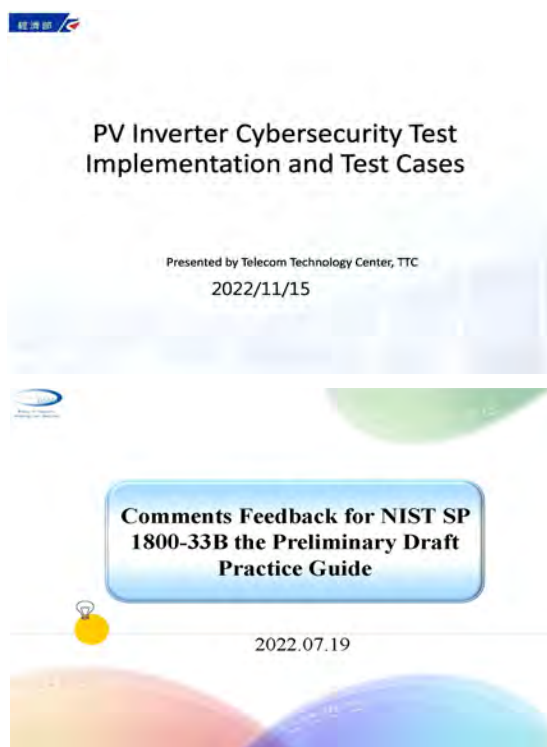 經濟部
PV Inverter Cybersecurity Test
Implementation and Test Cases
Presented by Telecom Technology Center, TTC
2022/11/15
Comments Feedback for NIST SP
1800-33B the Preliminary Draft
Practice Guide
2022.07.19